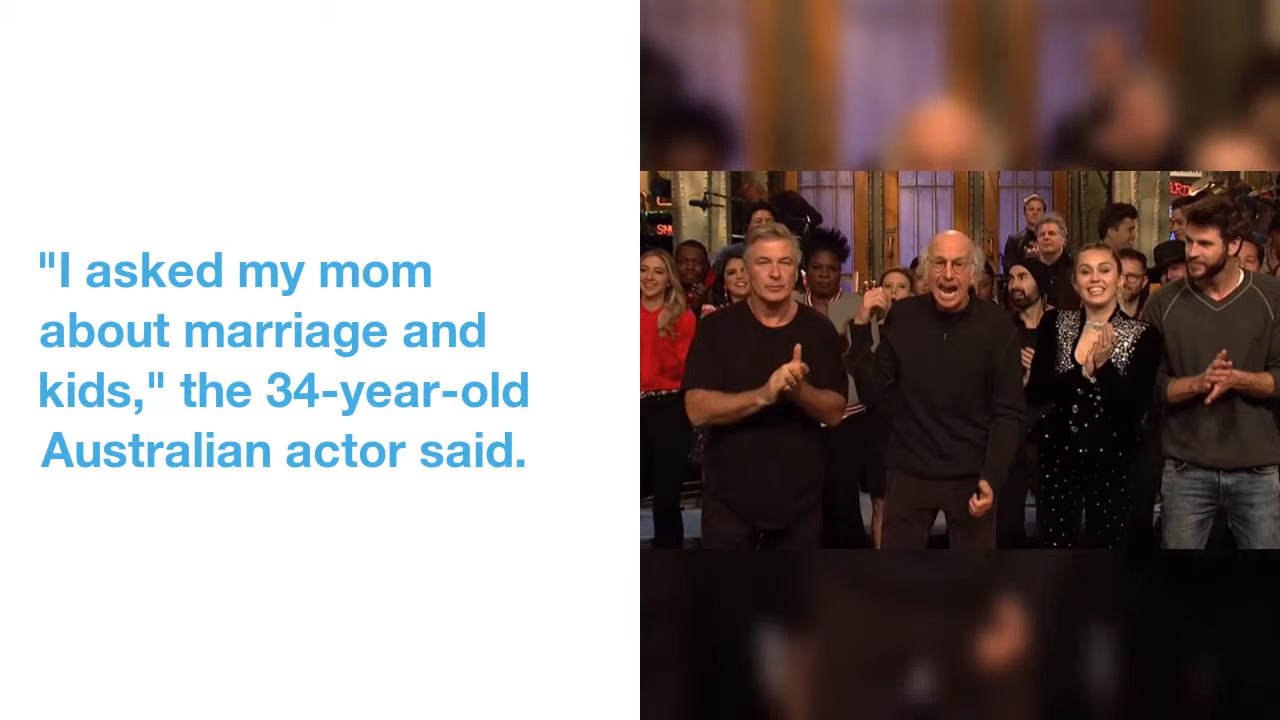 "I asked my mom
about marriage and
kids," the 34-year-old
Australian actor said.